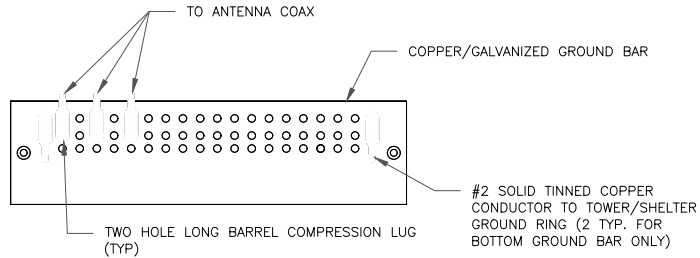 TO ANTENNA COAX
COPPER/GALVANIZED GROUND BAR
#2 SOLID TINNED COPPER
CONDUCTOR TO TOWER/SHELTER
GROUND RING (2 TYP. FOR
BOTTOM GROUND BAR ONLY)
TWO HOLE LONG BARREL COMPRESSION LUG
(TYP)